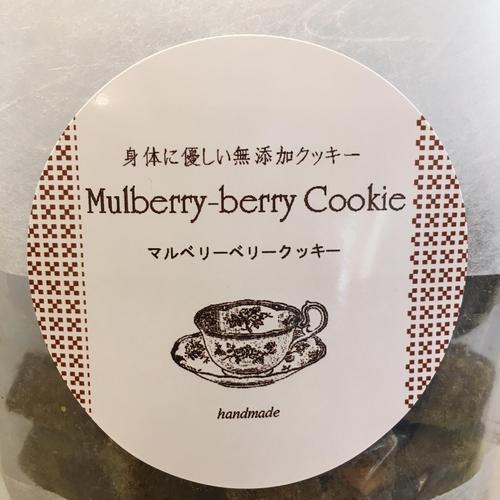 身体に優しい無添加クッキー
Mulberry-berry Cookie
マルベリーベリークッキー
handmade